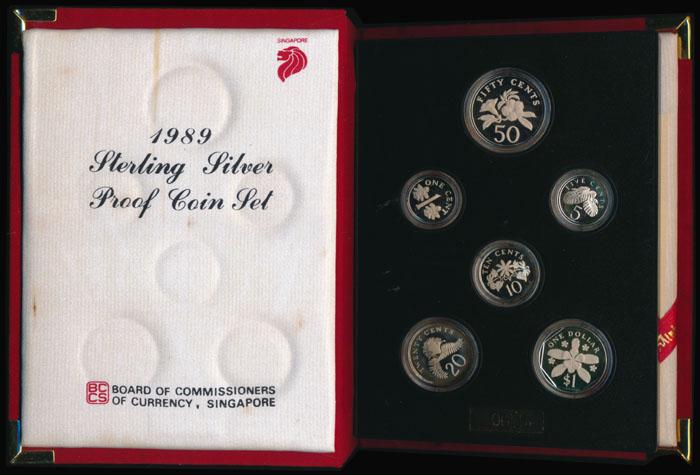 SINGAPORE
1989
Sterling Silver
Proof Coin Set
BCCS BOARD OF COMMISSIONERS
OF CURRENCY, SINGAPORE
FIFTY CENTS
50
ONE CENT
1
FIVE CENTS
5
TEN CENTS
10
TWENTY CENTS
20
ONE DOLLAR
$1